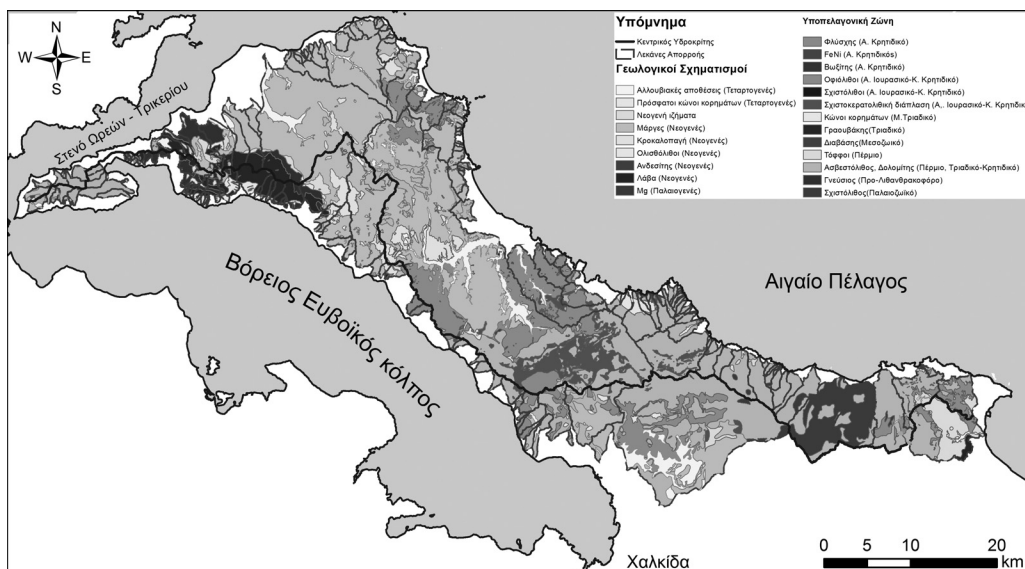 N
W E
S
Στενό Ωρεών - Τρικερίου
Βόρειος Ευβοϊκός κόλπος
Αιγαίο Πέλαγος
Χαλκίδα
Υπόμνημα
Κεντρικός Υδροκρίτης
Λεκάνες Απορροής
Γεωλογικοί Σχηματισμοί
Αλλουβιακές αποθέσεις (Τεταρτογενές)
Πρόσφατοι κώνοι κορημάτων (Τεταρτογενές)
Νεογενή ιζήματα
Μάργες (Νεογενές)
Κροκαλοπαγή (Νεογενές)
Ολισθόλιθοι (Νεογενές)
Ανδεσίτης (Νεογενές)
Λάβα (Νεογενές)
Mg (Παλαιογενές)
Υποπελαγονική Ζώνη
Φλύσχης (Α. Κρητιδικό)
FeNi (Α. Κρητιδικόs)
Βωξίτης (Α. Κρητιδικό)
Οφιόλιθοι (Α. Ιουρασικό-Κ. Κρητιδικό)
Σχιστόλιθοι (Α. Ιουρασικό-Κ. Κρητιδικό)
Σχιστοκερατολιθική διάπλαση (Α,. Ιουρασικό-Κ. Κρητιδικ
Κώνοι κορημάτων (Μ.Τριαδικό)
Γραουβάκης(Τριαδικό)
Διαβάσης(Μεσοζωικό)
Τόφφοι (Πέρμιο)
Ασβεστόλιθος, Δολομίτης (Πέρμιο, Τριαδικό-Κρητιδικό)
Γνεύσιος (Προ-Λιθανθρακοφόρο)
Σχιστόλιθος(Παλαιοζωϊκό)
0 5 10 20
km